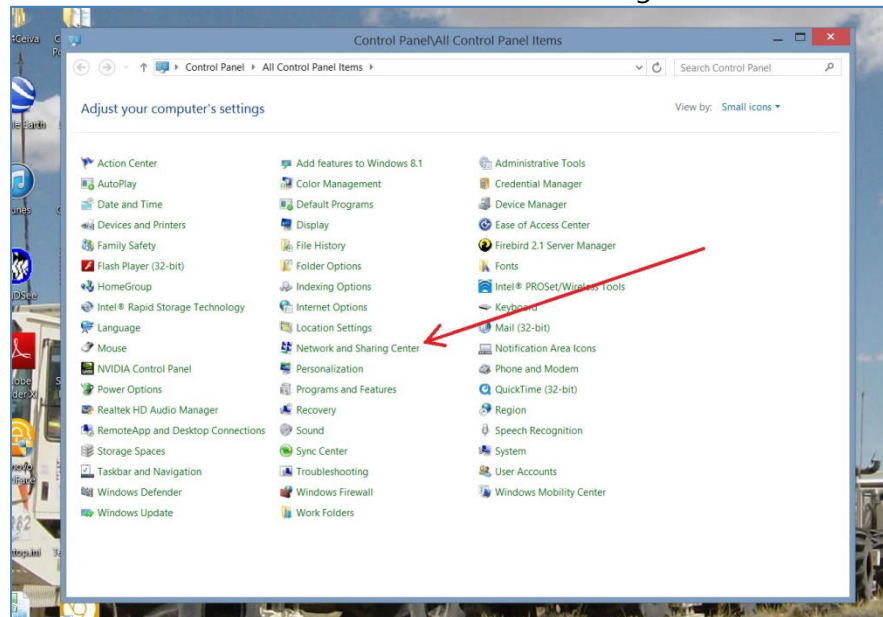 Control Panel\All Control Panel Items
Control Panel
All Control Panel Items
Search Control Panel
Adjust your computer's settings
View by: Small icons
Action Center
Add features to Windows 8.1
Administrative Tools
AutoPlay
Color Management
Credential Manager
Date and Time
Default Programs
Device Manager
Devices and Printers
Display
Ease of Access Center
Family Safety
File History
Firebird 2.1 Server Manager
Flash Player (32-bit)
Folder Options
Fonts
HomeGroup
Indexing Options
Intel® PROSet/Wireless Tools
Intel® Rapid Storage Technology
Internet Options
Keyboard
Language
Location Settings
Mail (32-bit)
Mouse
Network and Sharing Center
Notification Area Icons
NVIDIA Control Panel
Personalization
Phone and Modem
Power Options
Programs and Features
QuickTime (32-bit)
Realtek HD Audio Manager
Recovery
Region
RemoteApp and Desktop Connections
Sound
Speech Recognition
Storage Spaces
Sync Center
System
Taskbar and Navigation
Troubleshooting
User Accounts
Windows Defender
Windows Firewall
Windows Mobility Center
Windows Update
Work Folders